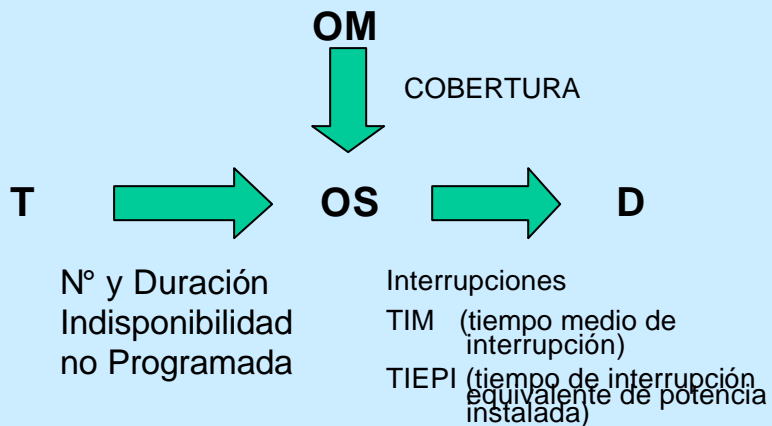 OM
COBERTURA
T
OS
D
N° y Duración
Indisponibilidad
no Programada
Interrupciones
TIM (tiempo medio de
interrupción)
TIEPI (tiempo de interrupción
equivalente de potencia
instalada)